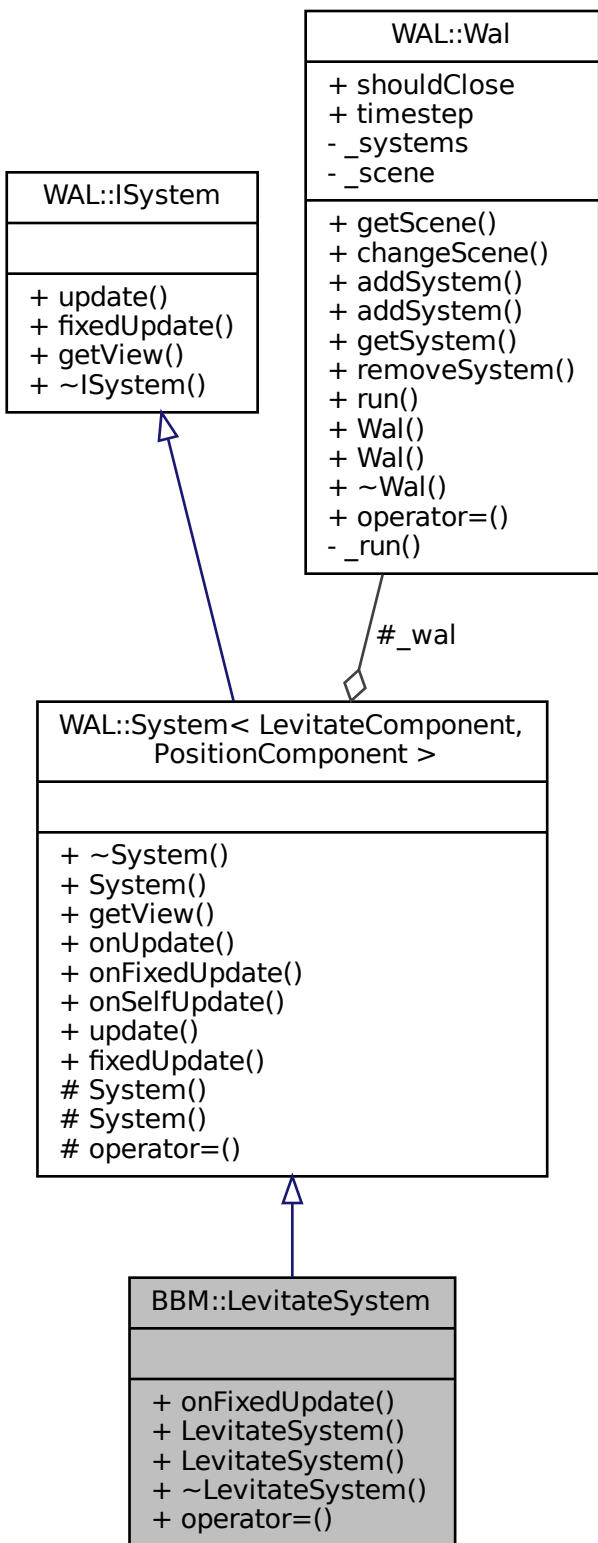 WAL::Wal
+ shouldClose
+ timestep
- _systems
- _scene
+ getScene()
+ changeScene()
+ addSystem()
+ addSystem()
+ getSystem()
+ removeSystem()
+ run()
+ Wal()
+ Wal()
+ ~Wal()
+ operator=()
- _run()
WAL::ISystem
+ update()
+ fixedUpdate()
+ getView()
+ ~ISystem()
#_wal
WAL::System< LevitateComponent,
PositionComponent >
+ ~System()
+ System()
+ getView()
+ onUpdate()
+ onFixedUpdate()
+ onSelfUpdate()
+ update()
+ fixedUpdate()
# System()
# System()
# operator=()
BBM::LevitateSystem
+ onFixedUpdate()
+ LevitateSystem()
+ LevitateSystem()
+ ~LevitateSystem()
+ operator=()